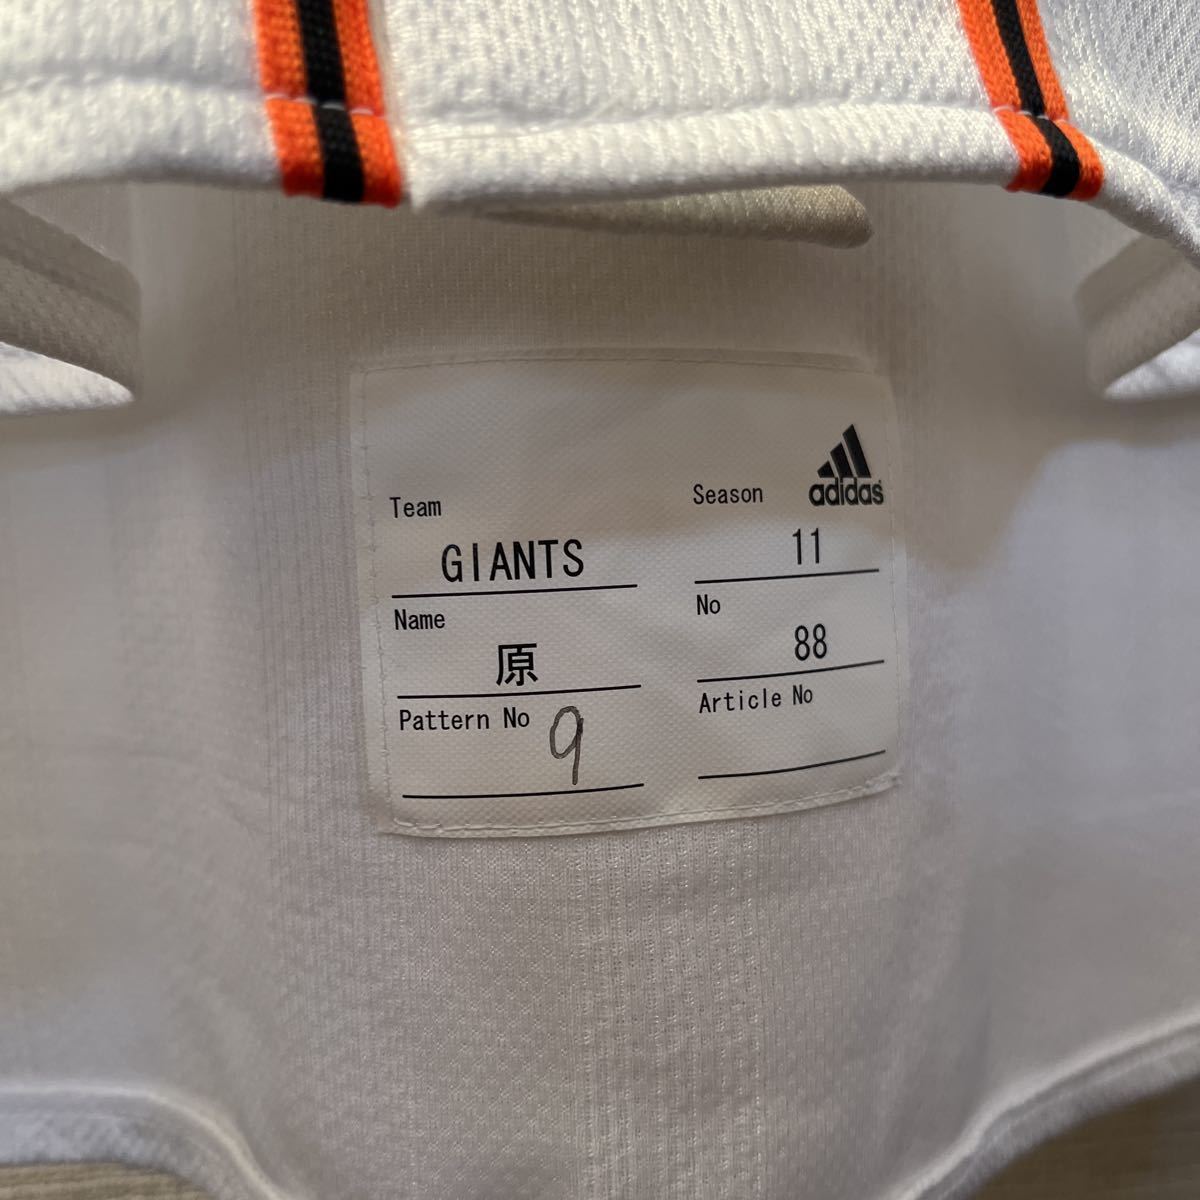 adidas
Team
Season
GIANTS
11
Name
No
原
88
Pattern No 9
Article No